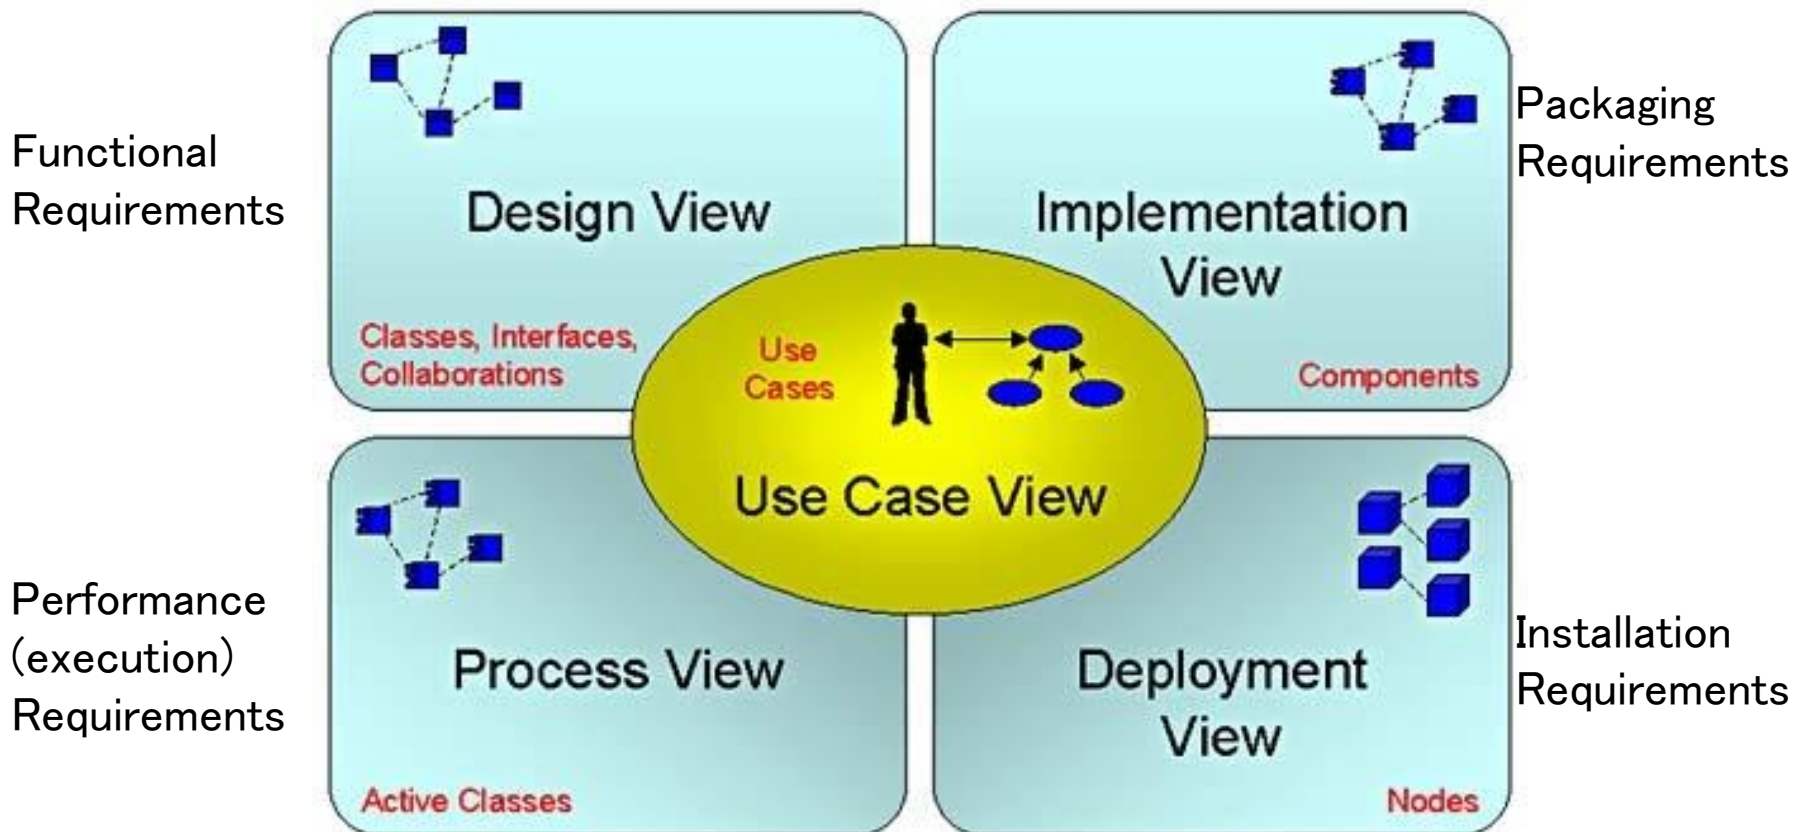 Functional
Requirements
Design View
Classes, Interfaces,
Collaborations
Implementation
View
Components
Packaging
Requirements
Use
Cases
Use Case View
Performance
(execution)
Requirements
Process View
Active Classes
Deployment
View
Nodes
Installation
Requirements